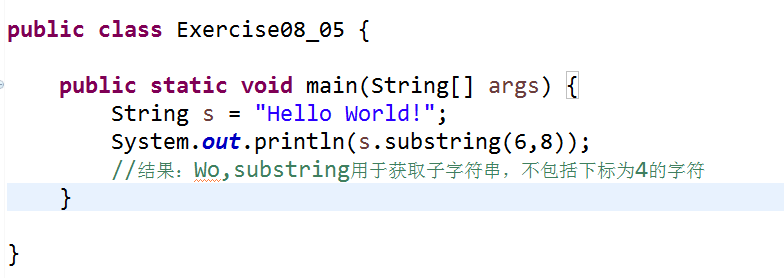 public class Exercise08_05 {
public static void main(String[] args) {
String s = "Hello World!";
System.out.println(s.substring(6,8));
//结果：Wo,substring用于获取子字符串，不包括下标为4的字符
}
}